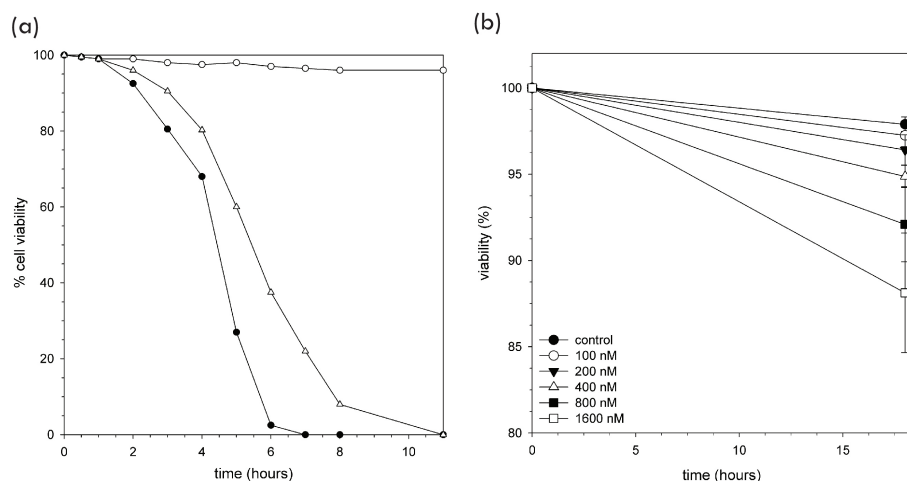 (a)
100
80
60
40
20
0
% cell viability
0 2 4 6 8 10
time (hours)
(b)
100
95
90
85
80
viability (%)
control
100 nM
200 nM
400 nM
800 nM
1600 nM
0 5 10 15
time (hours)